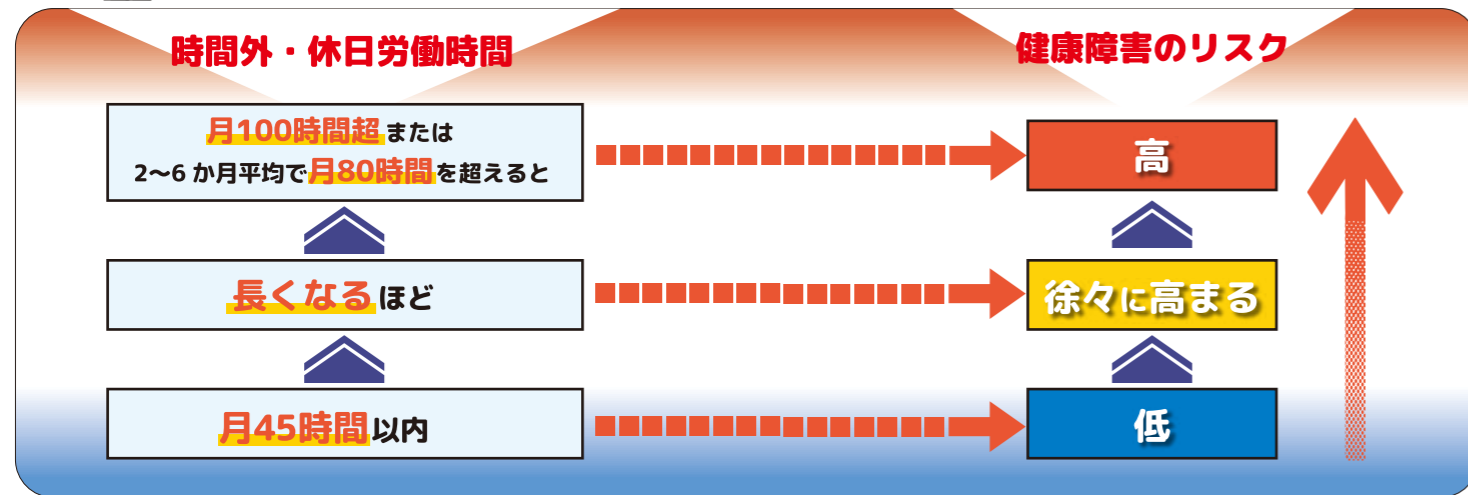 時間外・休日労働時間
健康障害のリスク
月100時間超または
2〜6か月平均で月80時間を超えると
高
長くなるほど
徐々に高まる
月45時間以内
低